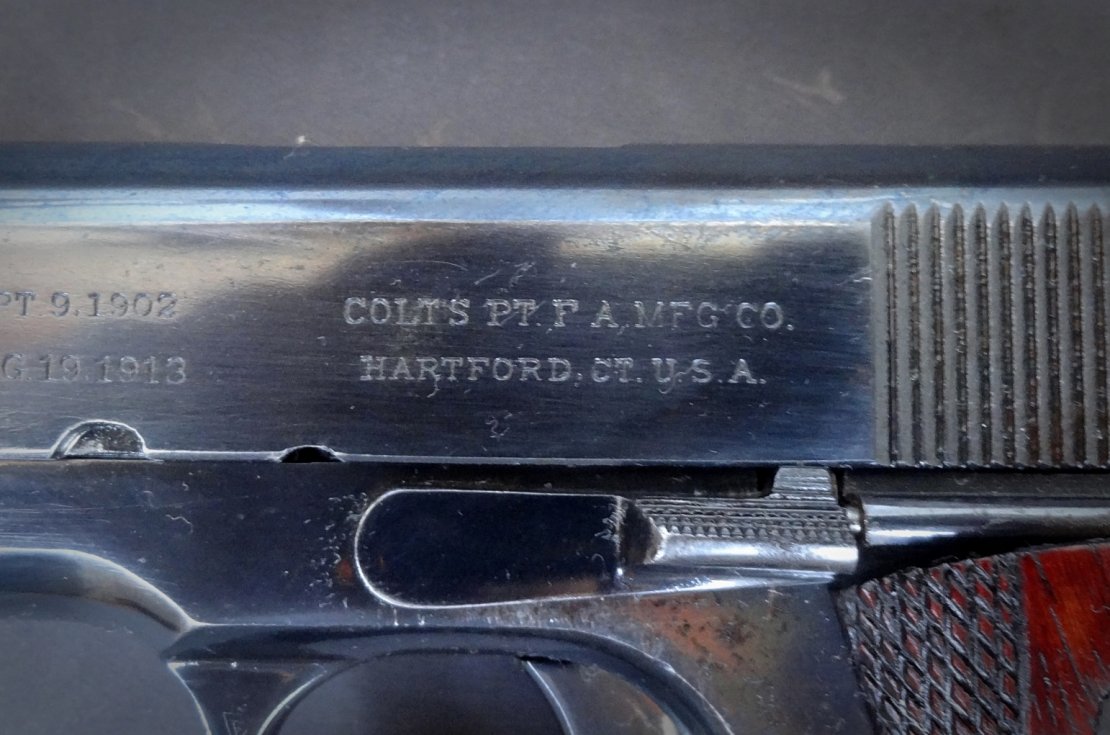 PT. 9. 1902
G. 19. 1913
COLT'S PT. F. A. MFG. CO.
HARTFORD. CT. U. S. A.